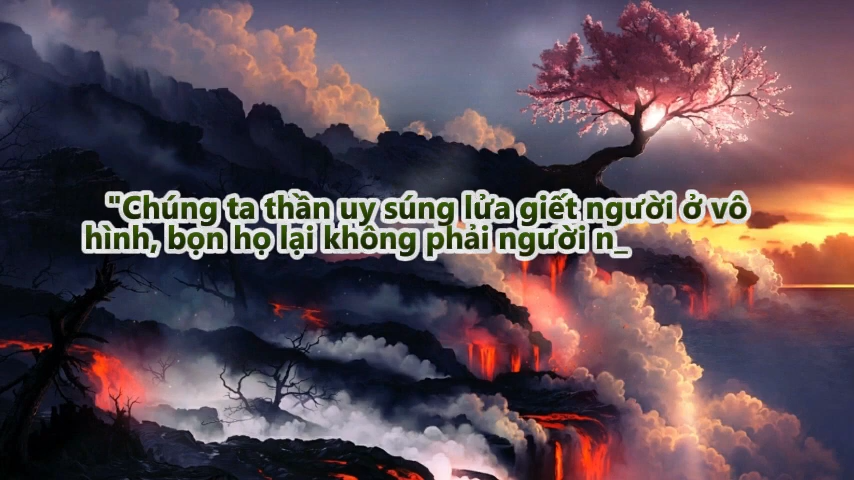 "Chúng ta thần uy súng lửa giết người ở vô
hình, bọn họ lại không phải người n_